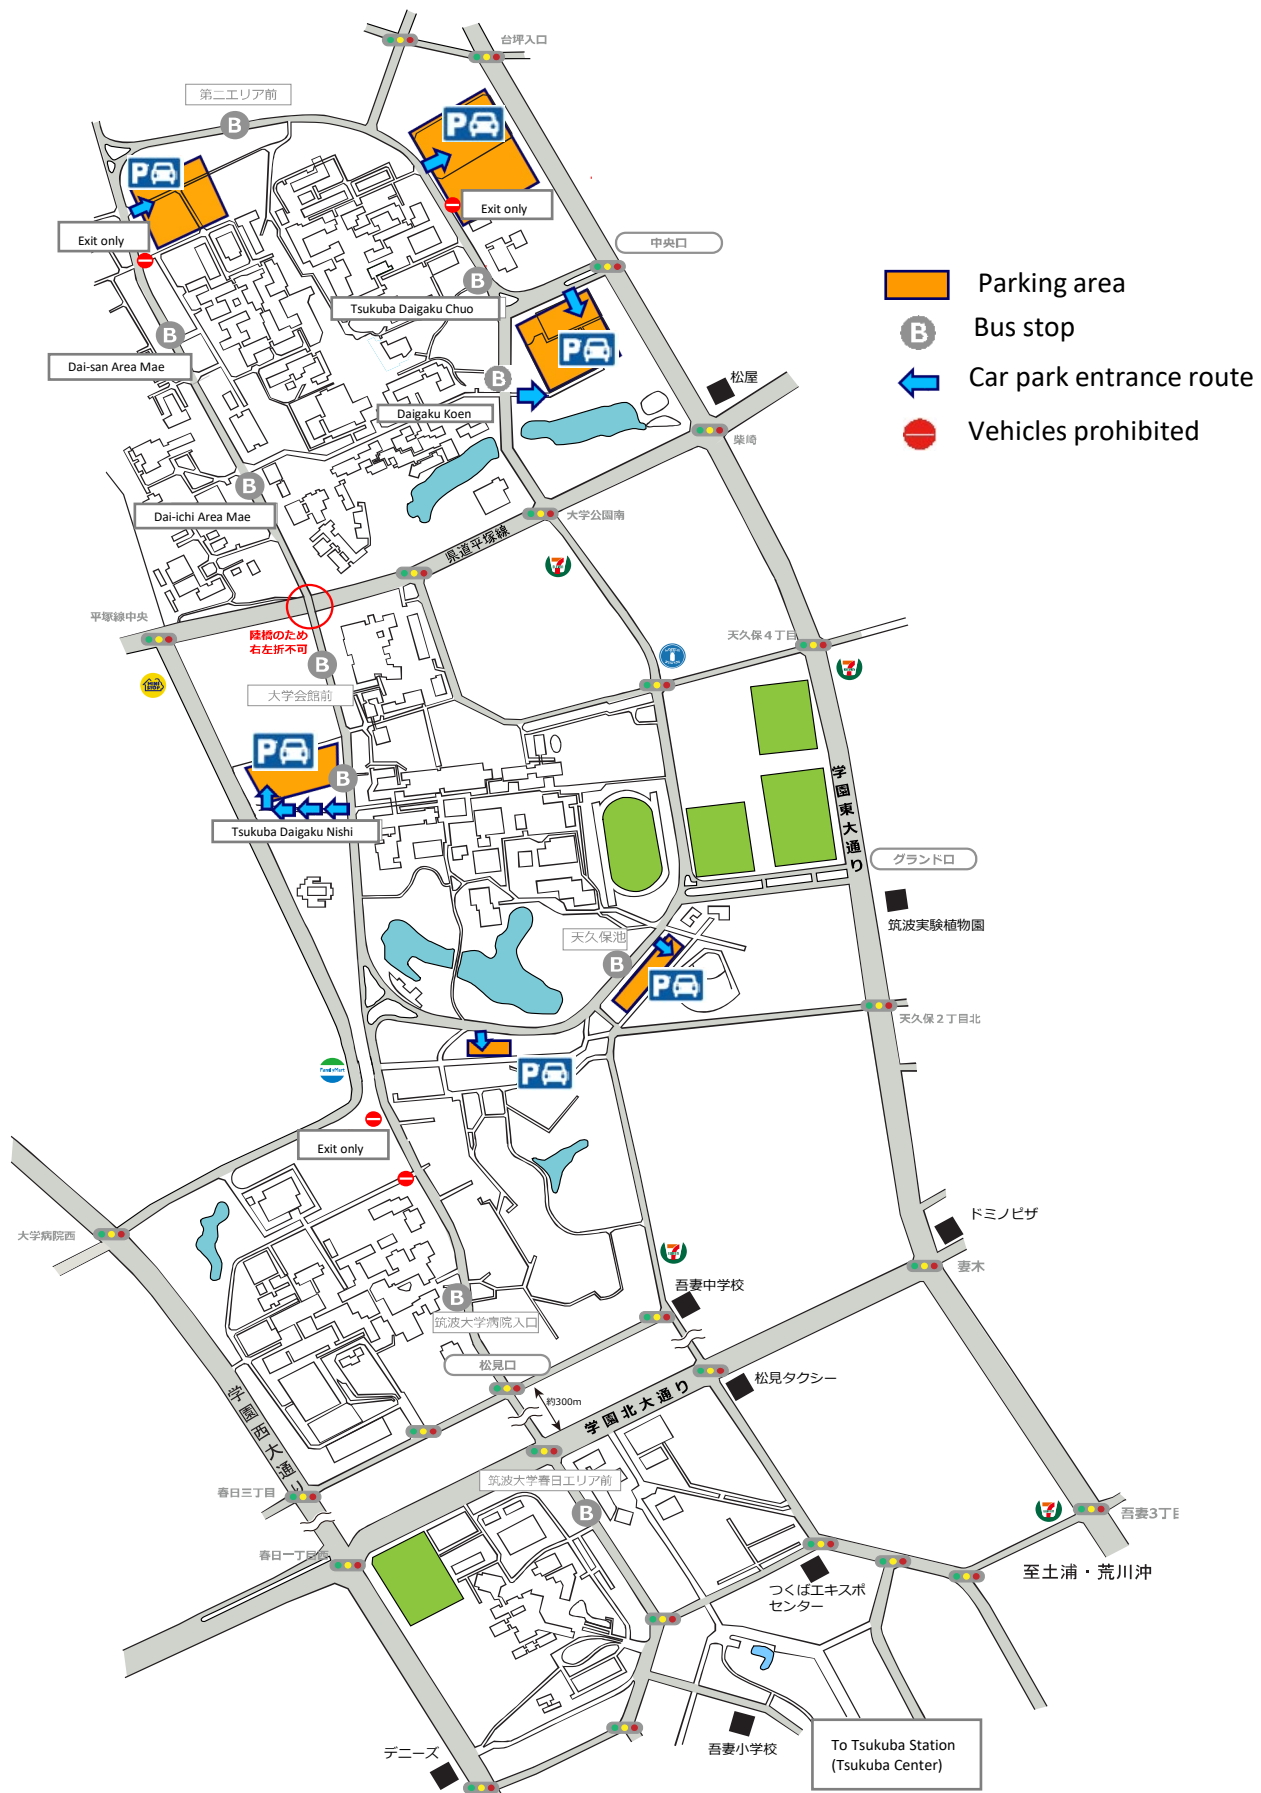 台坪入口
第二エリア前
B
P
P
Exit only
Exit only
中央口
B
Tsukuba Daigaku Chuo
Parking area
B
Bus stop
Car park entrance route
Vehicles prohibited
B
Dai-san Area Mae
P
B
松屋
Daigaku Koen
柴崎
B
Dai-ichi Area Mae
大学公園南
県道平塚線
7
平塚線中央
陸橋のため
右左折不可
天久保4丁目
B
7
MINI
STOP
大学会館前
P
B
学園東大通り
Tsukuba Daigaku Nishi
グランド口
筑波実験植物園
天久保池
B
P
天久保2丁目北
FamilyMart
P
Exit only
ドミノピザ
大学病院西
7
妻木
吾妻中学校
B
筑波大学病院入口
松見口
松見タクシー
約300m
学園北大通り
学園西大通り
筑波大学春日エリア前
春日三丁目
B
7
吾妻3丁目
春日一丁目西
至土浦・荒川沖
つくばエキスポ
センター
To Tsukuba Station
(Tsukuba Center)
吾妻小学校
デニーズ